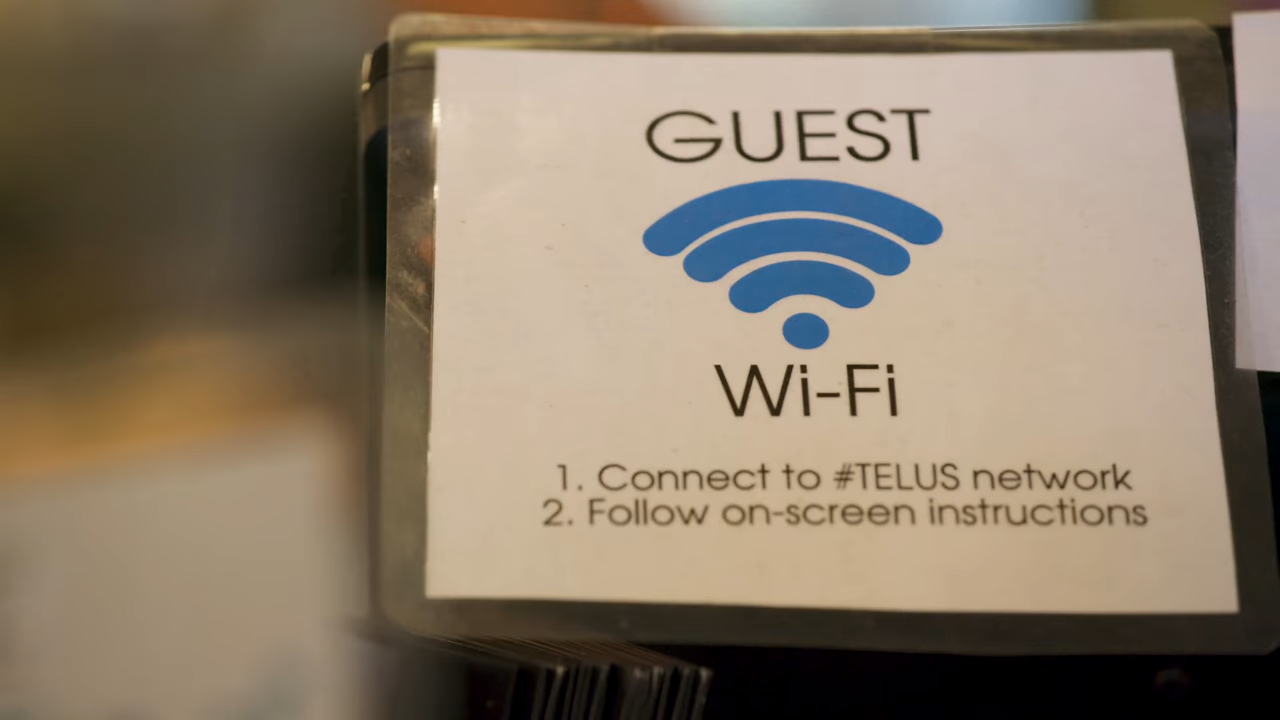 GUEST
Wi-Fi
1. Connect to #TELUS network
2. Follow on-screen instructions